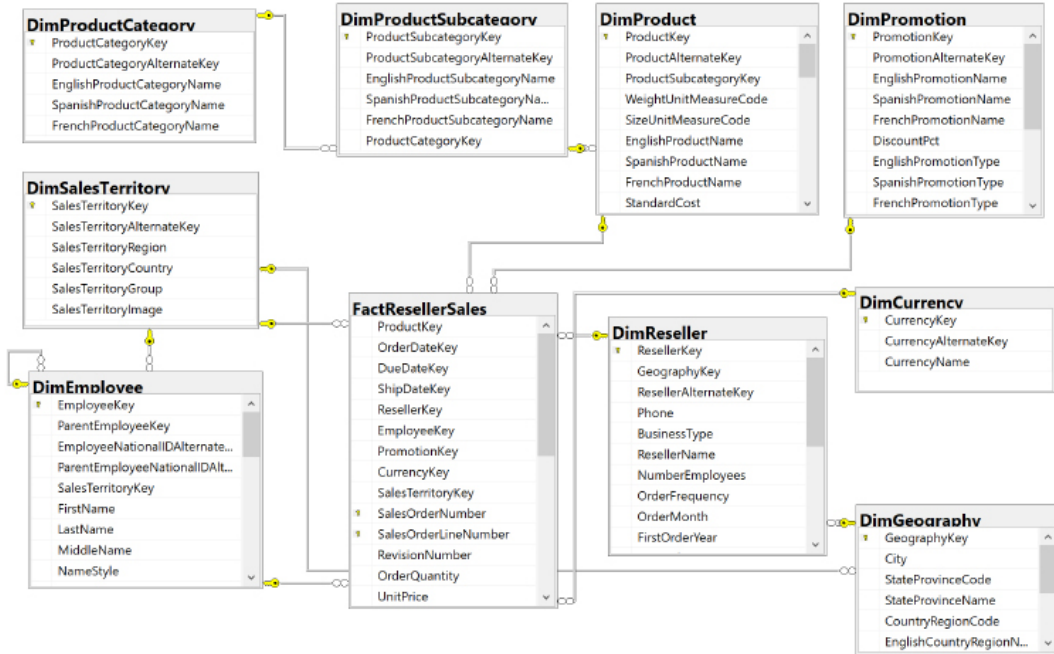 DimProductCategory
ProductCategoryKey
ProductCategoryAlternateKey
EnglishProductCategoryName
SpanishProductCategoryName
FrenchProductCategoryName
DimProductSubcategory
ProductSubcategoryKey
ProductSubcategoryAlternateKey
EnglishProductSubcategoryName
SpanishProductSubcategoryNa...
FrenchProductSubcategoryName
ProductCategoryKey
DimProduct
ProductKey
ProductAlternateKey
ProductSubcategoryKey
WeightUnitMeasureCode
SizeUnitMeasureCode
EnglishProductName
SpanishProductName
FrenchProductName
StandardCost
DimPromotion
PromotionKey
PromotionAlternateKey
EnglishPromotionName
SpanishPromotionName
FrenchPromotionName
DiscountPct
EnglishPromotionType
SpanishPromotionType
FrenchPromotionType
DimSalesTerritory
SalesTerritoryKey
SalesTerritoryAlternateKey
SalesTerritoryRegion
SalesTerritoryCountry
SalesTerritoryGroup
SalesTerritoryImage
FactResellerSales
ProductKey
OrderDateKey
DueDateKey
ShipDateKey
ResellerKey
EmployeeKey
PromotionKey
CurrencyKey
SalesTerritoryKey
SalesOrderNumber
SalesOrderLineNumber
RevisionNumber
OrderQuantity
UnitPrice
DimReseller
ResellerKey
GeographyKey
ResellerAlternateKey
Phone
BusinessType
ResellerName
NumberEmployees
OrderFrequency
OrderMonth
FirstOrderYear
DimCurrency
CurrencyKey
CurrencyAlternateKey
CurrencyName
DimEmployee
EmployeeKey
ParentEmployeeKey
EmployeeNationalIDAlternate...
ParentEmployeeNationalIDAlt...
SalesTerritoryKey
FirstName
LastName
MiddleName
NameStyle
DimGeography
GeographyKey
City
StateProvinceCode
StateProvinceName
CountryRegionCode
EnglishCountryRegionN...